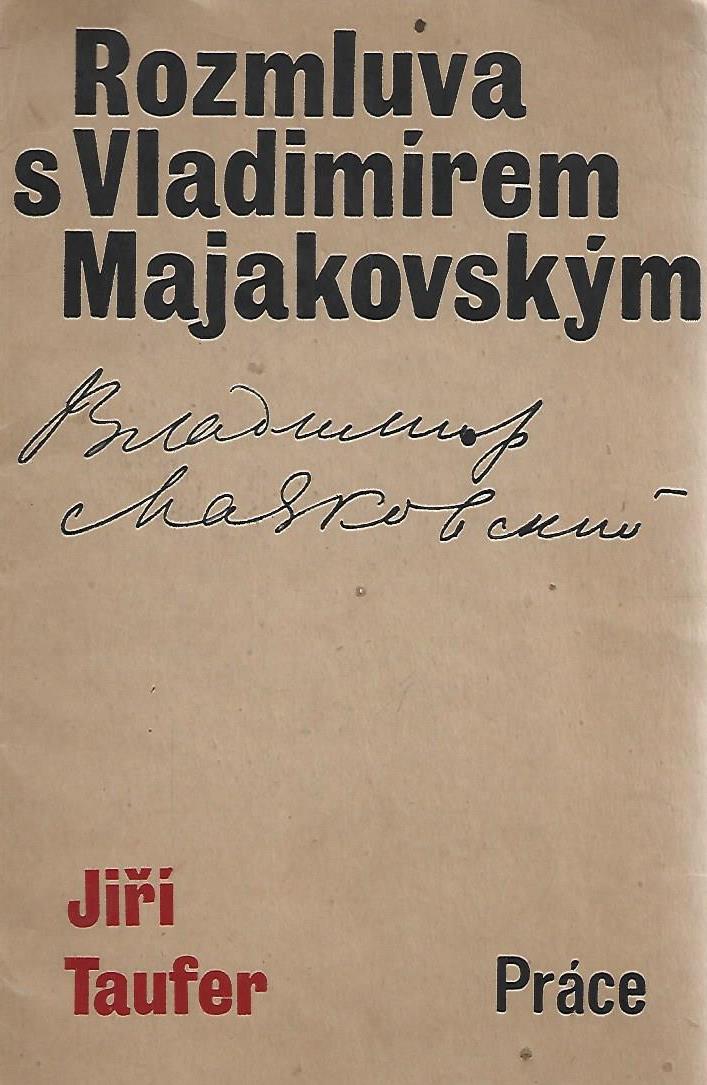 Rozmluva
s Vladimírem
Majakovským
Владимир
Маяковский
Jiří
Taufer
Práce